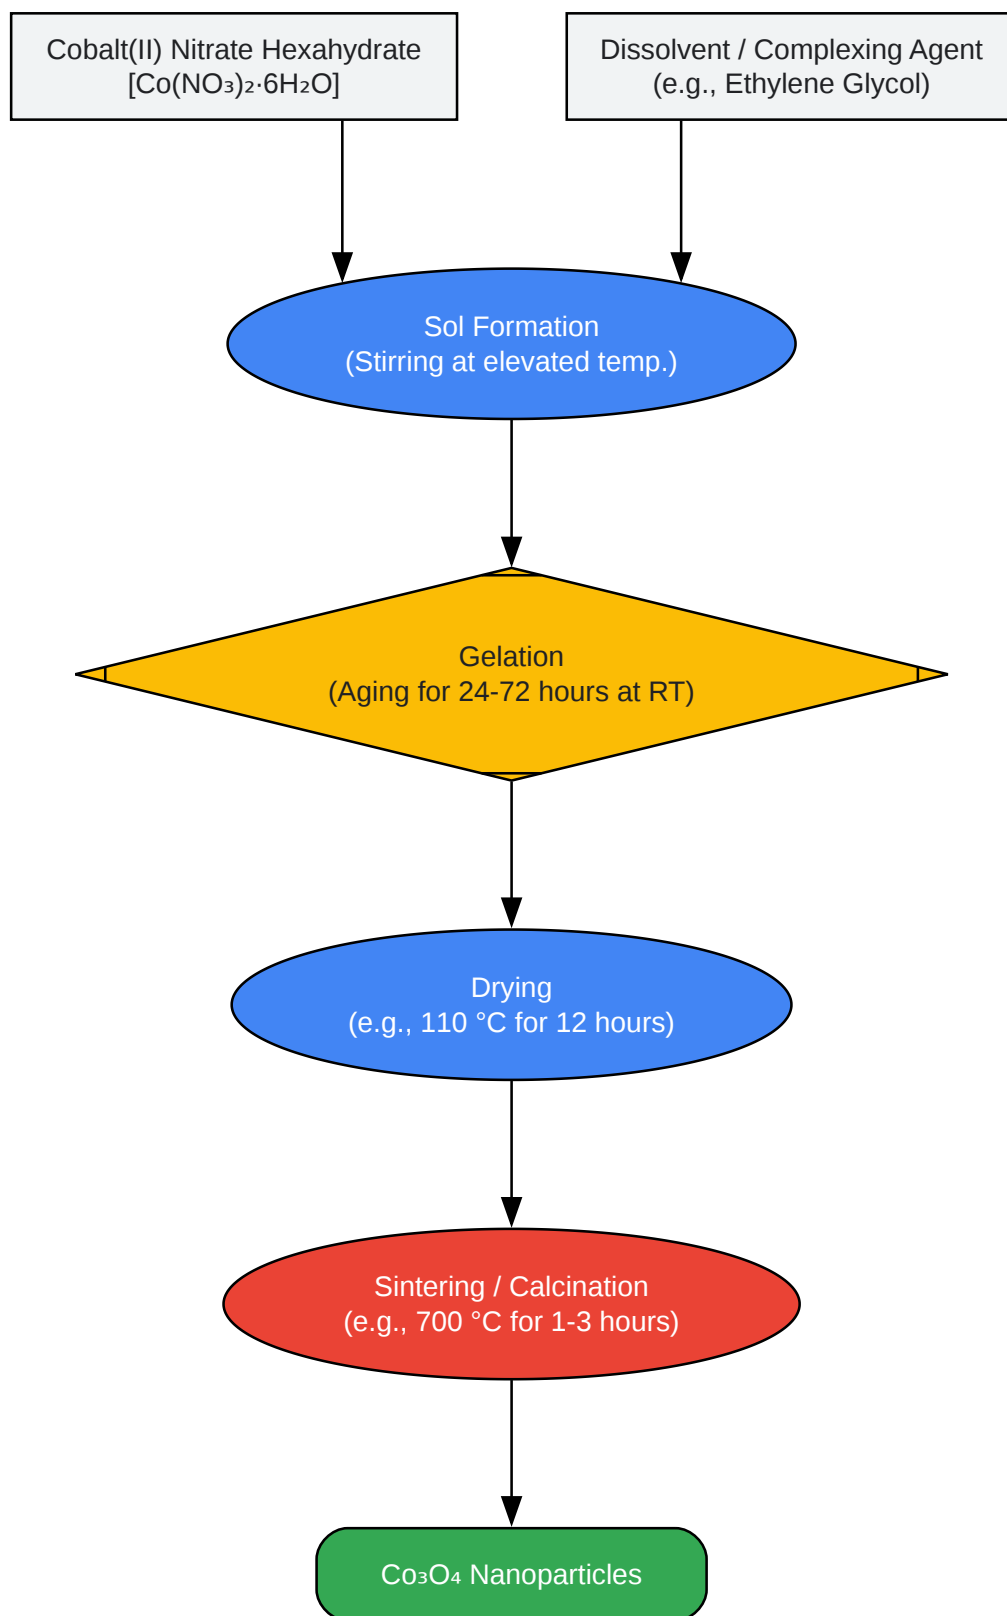 Cobalt(II) Nitrate Hexahydrate
[Co(NO₃)₂·6H₂O]
Dissolvent / Complexing Agent
(e.g., Ethylene Glycol)
Sol Formation
(Stirring at elevated temp.)
Gelation
(Aging for 24-72 hours at RT)
Drying
(e.g., 110 °C for 12 hours)
Sintering / Calcination
(e.g., 700 °C for 1-3 hours)
Co₃O₄ Nanoparticles